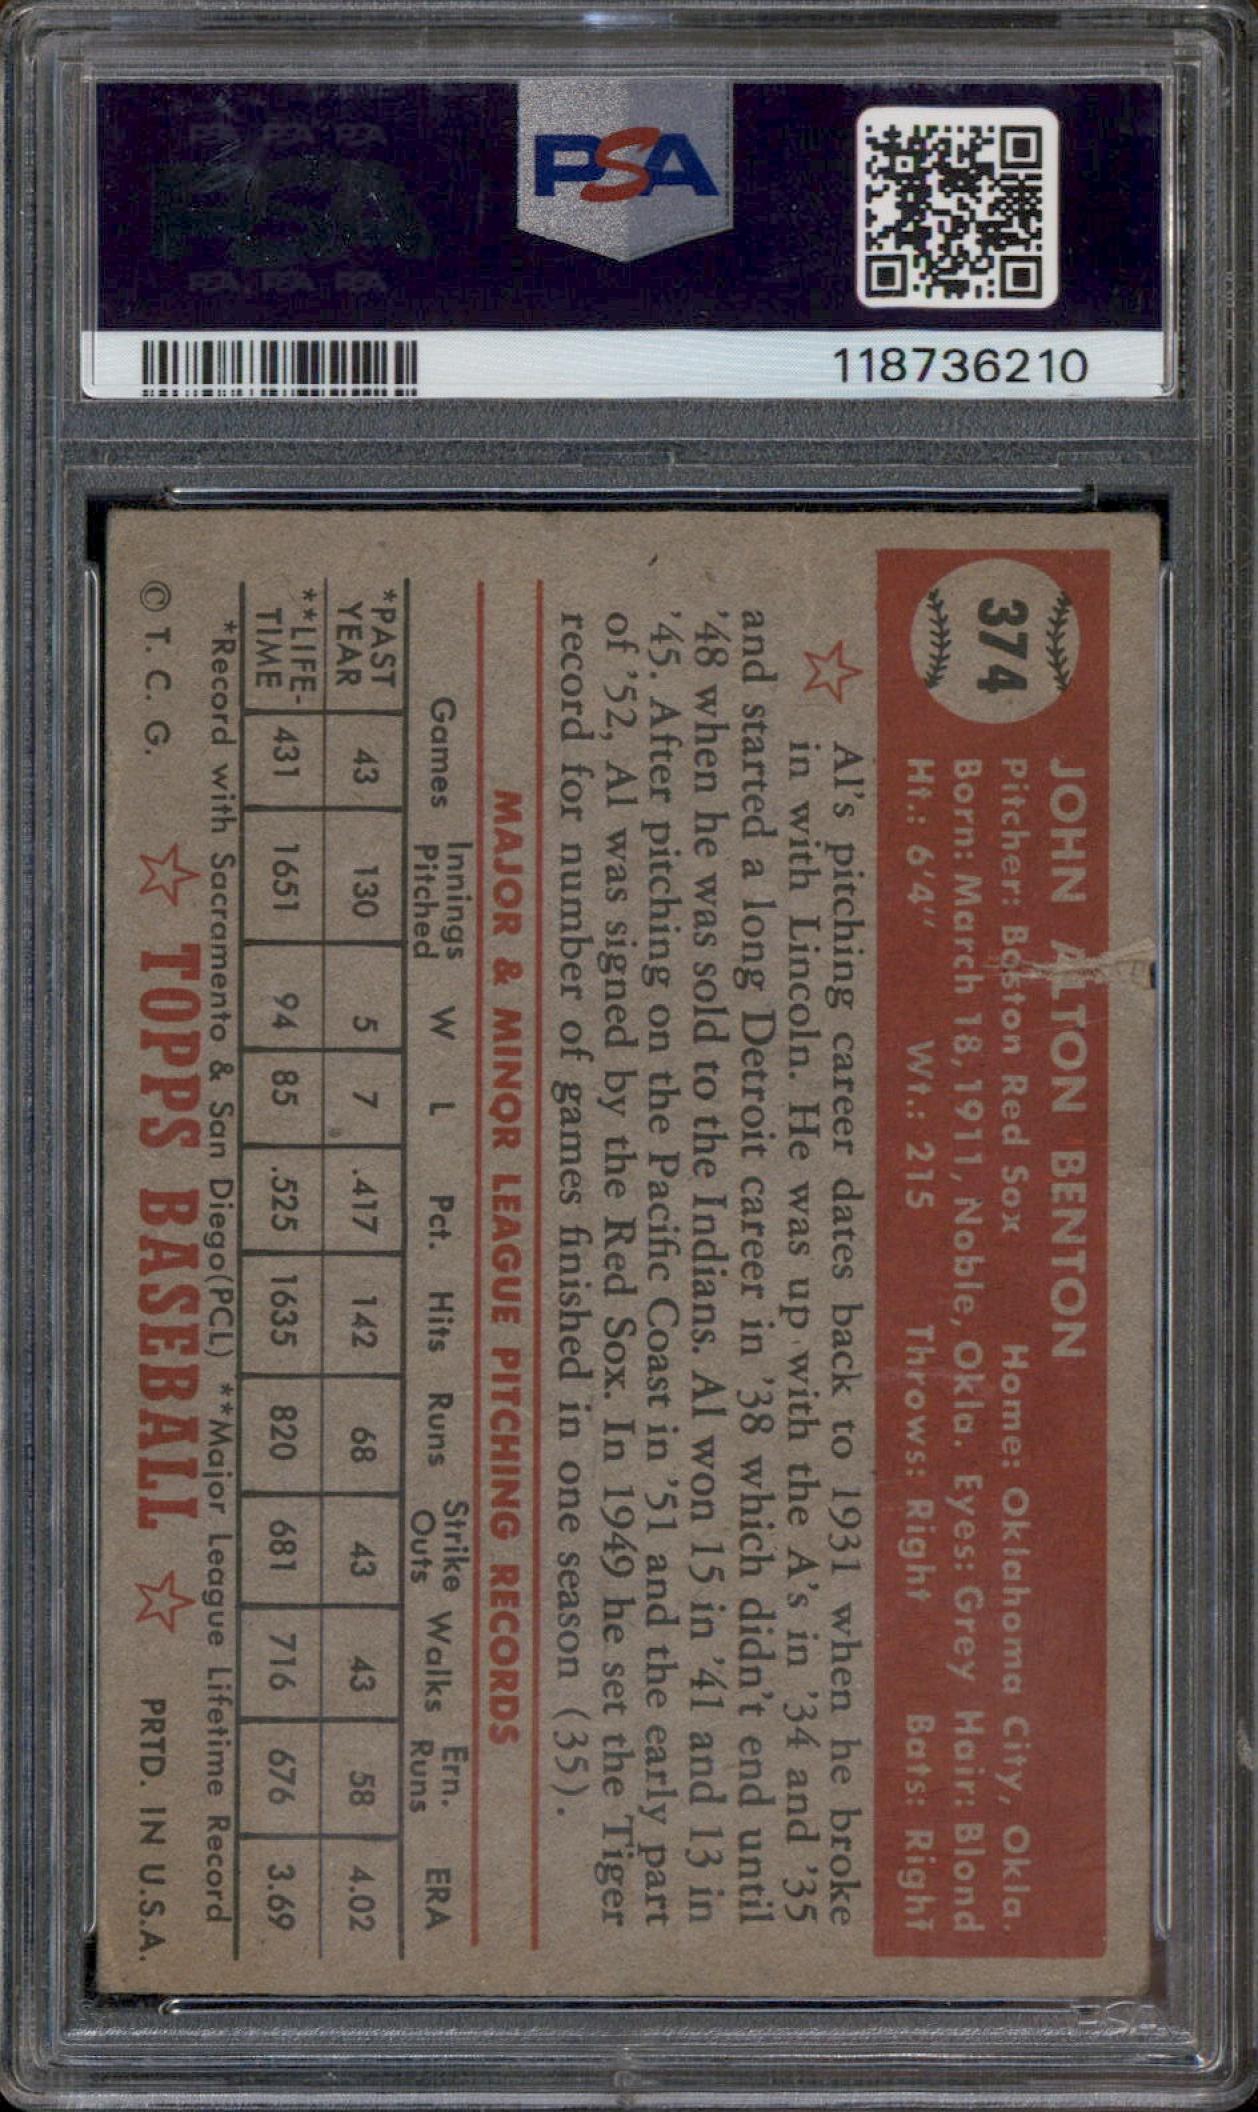 PSA PSA PSA
PSA
PSA PSA PSA
PSA
118736210
374
JOHN ALTON BENTON
Pitcher: Boston Red Sox Home: Oklahoma City, Okla.
Born: March 18, 1911, Noble, Okla. Eyes: Grey Hair: Blond
Ht.: 6'4" Wt.: 215 Throws: Right Bats: Right
Al's pitching career dates back to 1931 when he broke
in with Lincoln. He was up with the A's in '34 and '35
and started a long Detroit career in '38 which didn't end until
'48 when he was sold to the Indians. Al won 15 in '41 and 13 in
'45. After pitching on the Pacific Coast in '51 and the early part
of '52, Al was signed by the Red Sox. In 1949 he set the Tiger
record for number of games finished in one season (35).
MAJOR & MINOR LEAGUE PITCHING RECORDS
Games Innings Pitched W L Pct. Hits Runs Strike Outs Walks Ern. Runs ERA
*PAST YEAR 43 130 5 7 .417 142 68 43 43 58 4.02
**LIFE-TIME 431 1651 94 85 .525 1635 820 681 716 676 3.69
*Record with Sacramento & San Diego(PCL) **Major League Lifetime Record
© T. C. G. TOPPS BASEBALL PRTD. IN U.S.A.
PSA